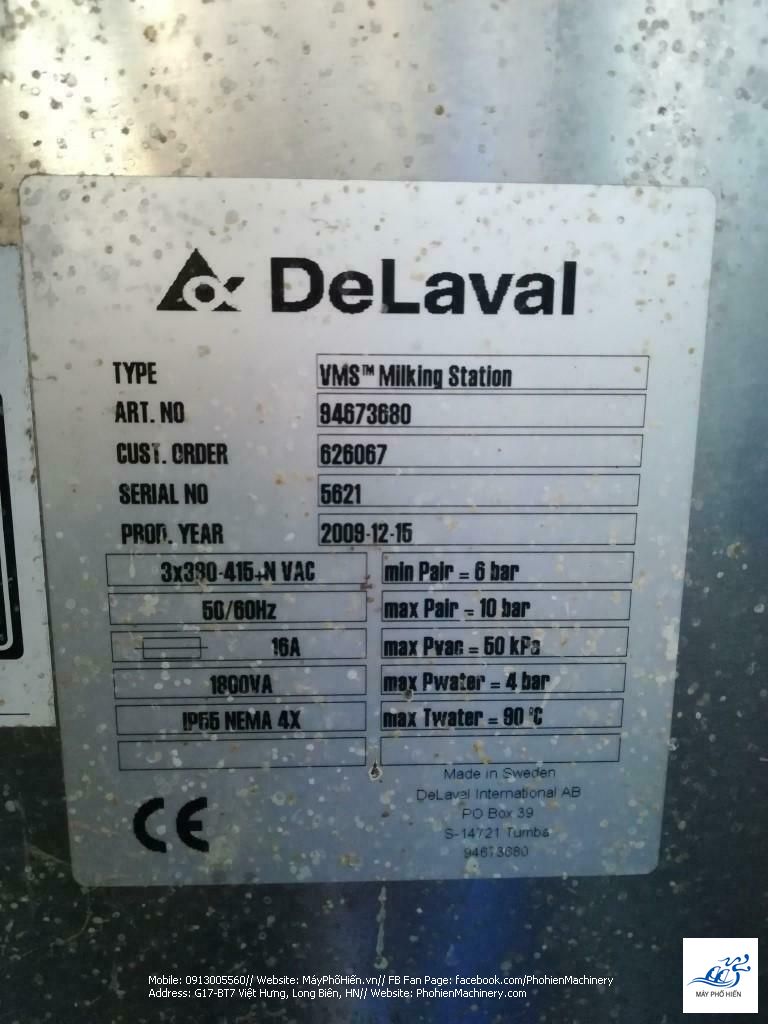 DeLaval
TYPE VMS™ Milking Station
ART. NO 94673680
CUST. ORDER 626067
SERIAL NO 5621
PROD. YEAR 2009-12-15
3x380-415+N VAC min Pair = 6 bar
50/60Hz max Pair = 10 bar
16A max Pvac = 50 kPa
1800VA max Pwater = 4 bar
NEMA 4X max Twater = 90 °C
Made in Sweden
DeLaval International AB
PO Box 39
S-14721 Tumba
94673680
CE
MÁY PHỐ HIẾN
Mobile: 0913005560// Website: MáyPhốHiến.vn// FB Fan Page: facebook.com/PhohienMachinery
Address: G17-BT7 Việt Hưng, Long Biên, HN// Website: PhohienMachinery.com